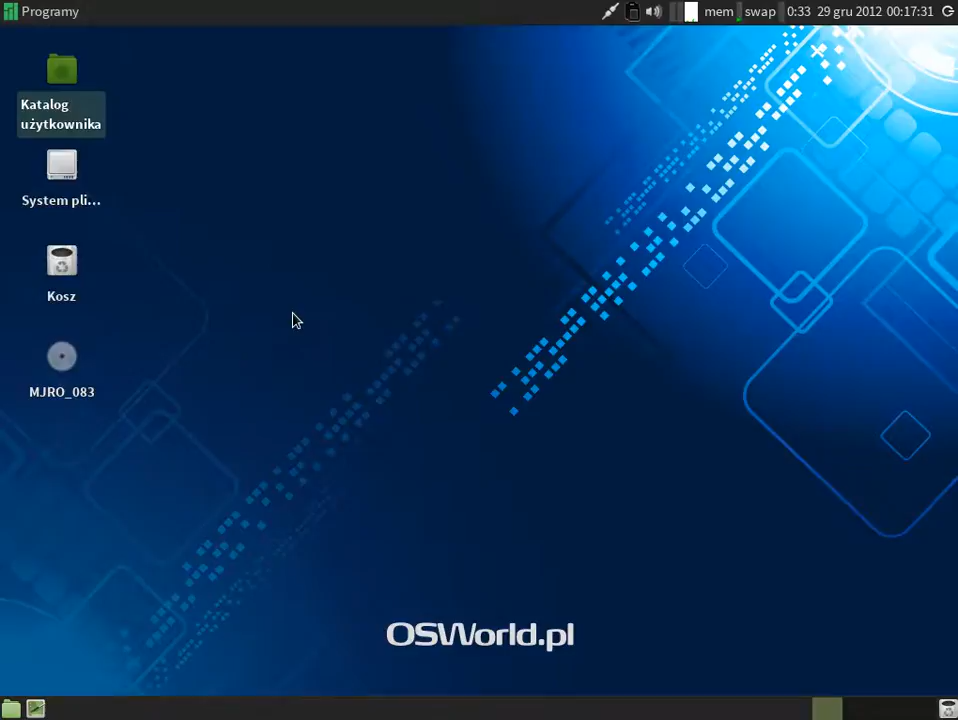 Programy
mem swap 0:33 29 gru 2012 00:17:31
Katalog
użytkownika
System pli...
Kosz
MJRO_083
OSWorld.pl